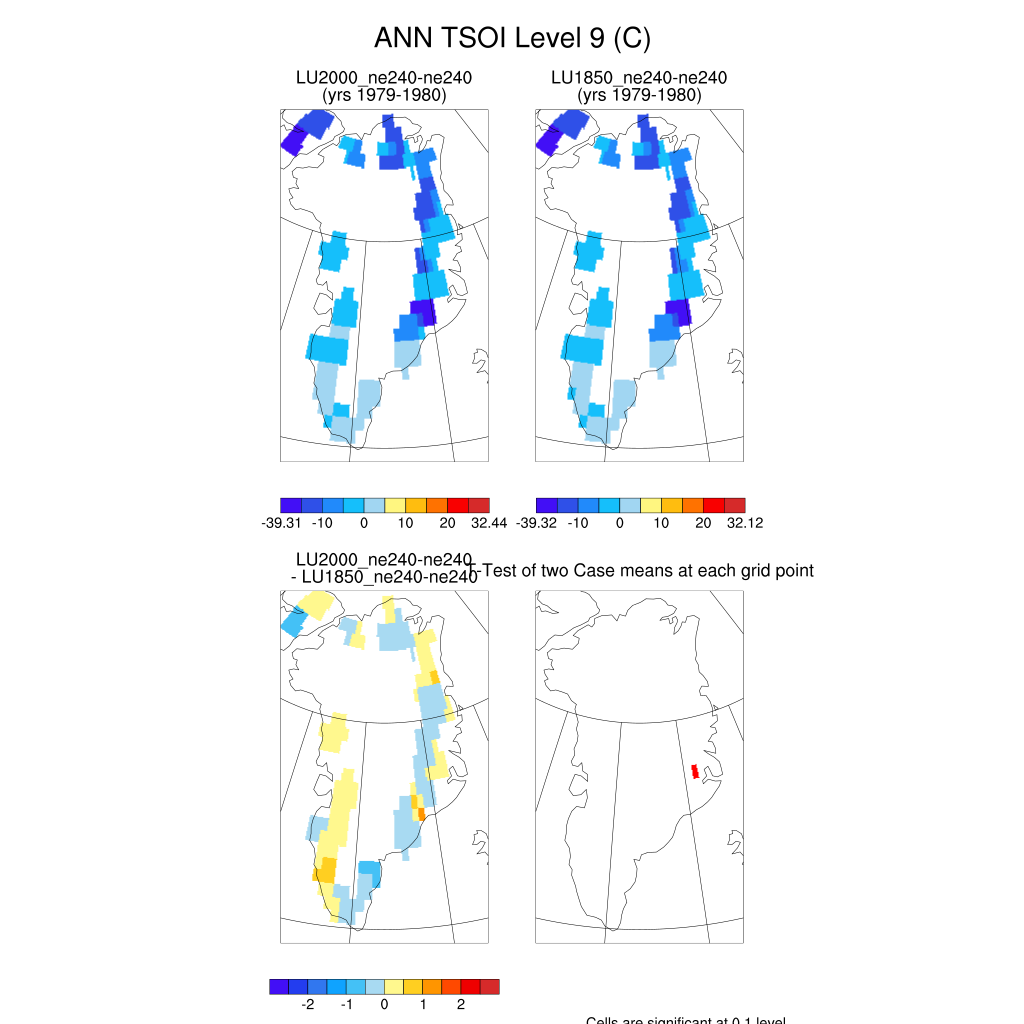 ANN TSOI Level 9 (C)
LU2000_ne240-ne240
(yrs 1979-1980)
LU1850_ne240-ne240
(yrs 1979-1980)
-39.31 -10 0 10 20 32.44
-39.32 -10 0 10 20 32.12
LU2000_ne240-ne240
- LU1850_ne240-ne240
T-Test of two Case means at each grid point
-2 -1 0 1 2
Cells are significant at 0.1 level